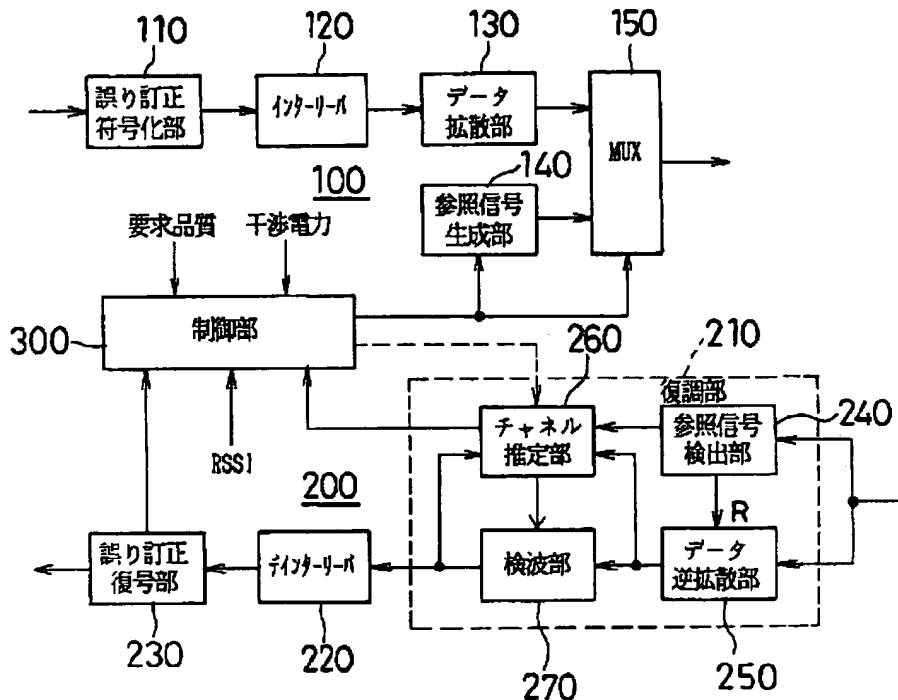 110
120
130
150
誤り訂正
符号化部
インターリーバ
データ
拡散部
MUX
100
140
参照信号
生成部
要求品質
干渉電力
300
制御部
260
210
復調部
チャネル
推定部
参照信号
検出部
240
RSSI
200
R
誤り訂正
復号部
デインターリーバ
検波部
データ
逆拡散部
230
220
270
250